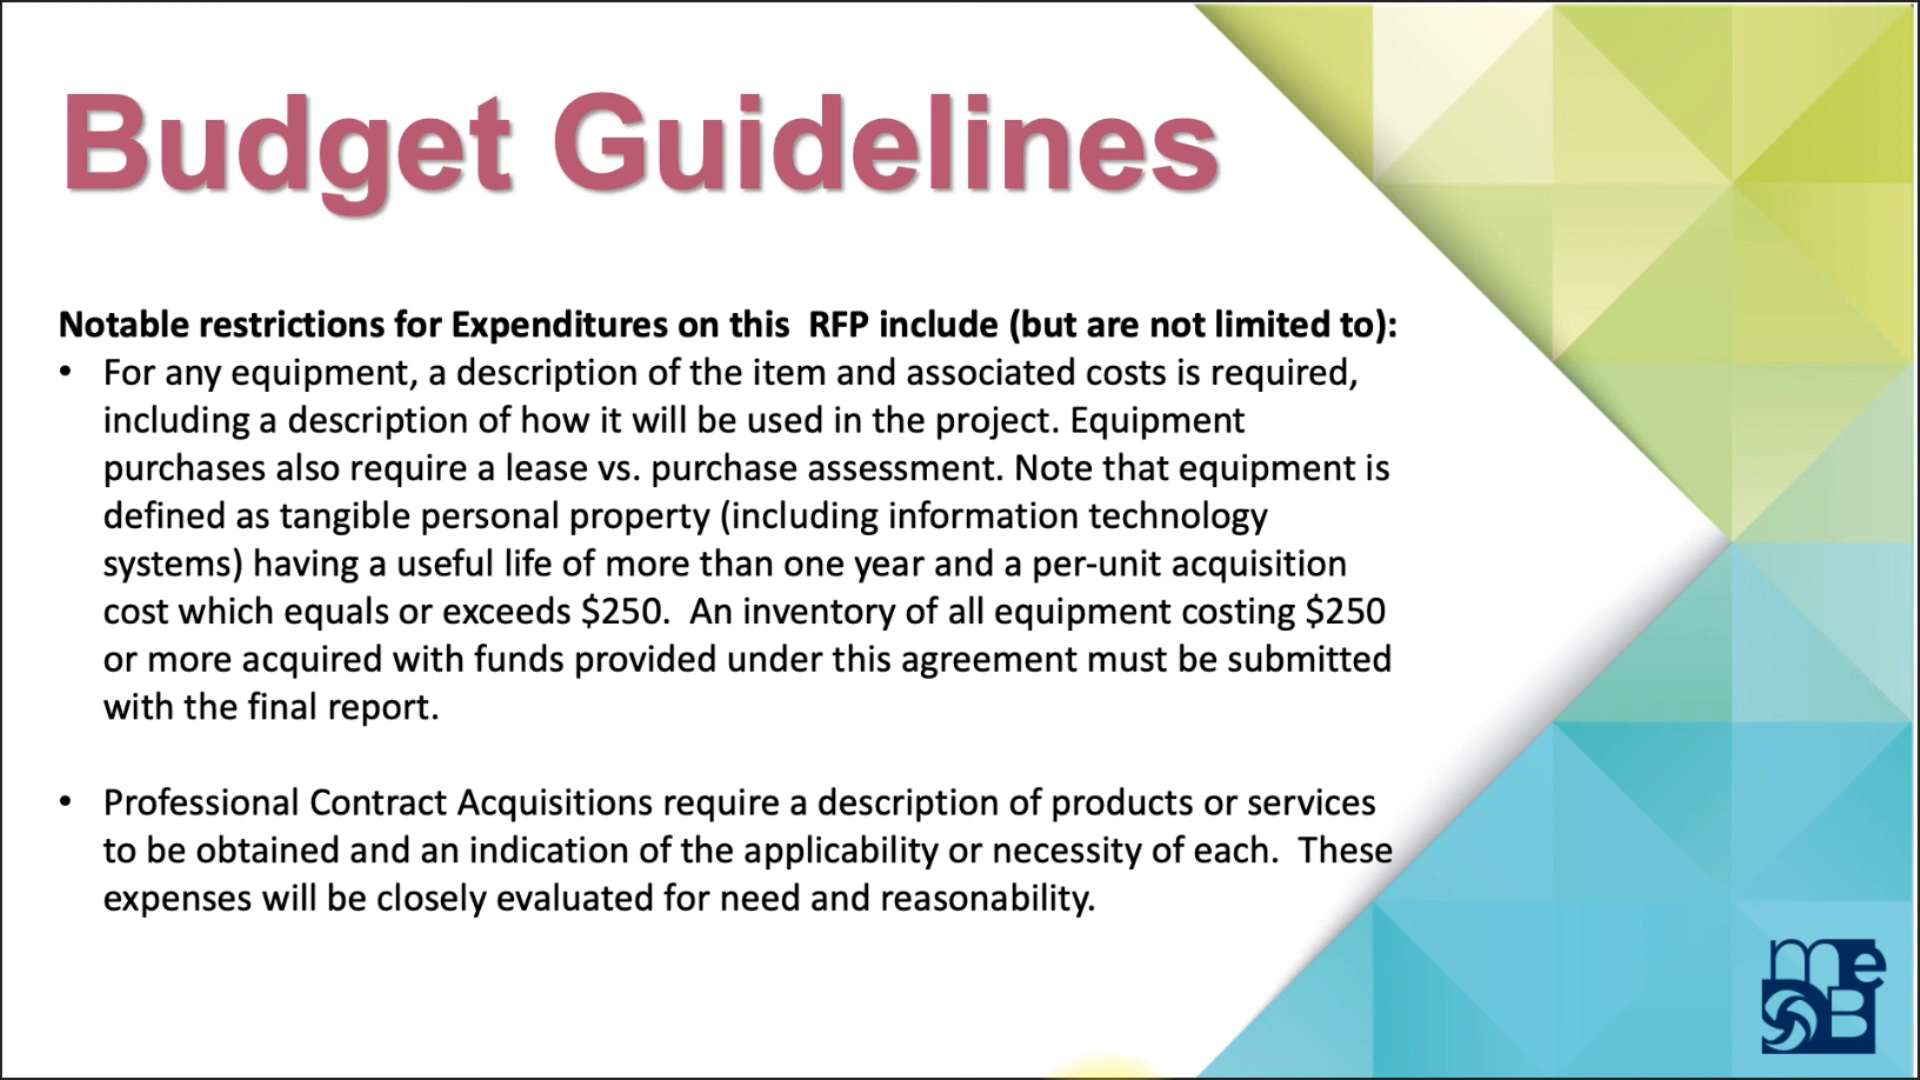 Budget Guidelines
Notable restrictions for Expenditures on this  RFP include (but are not limited to):
• For any equipment, a description of the item and associated costs is required,
including a description of how it will be used in the project. Equipment
purchases also require a lease vs. purchase assessment. Note that equipment is
defined as tangible personal property (including information technology
systems) having a useful life of more than one year and a per-unit acquisition
cost which equals or exceeds $250.  An inventory of all equipment costing $250
or more acquired with funds provided under this agreement must be submitted
with the final report.
• Professional Contract Acquisitions require a description of products or services
to be obtained and an indication of the applicability or necessity of each.  These
expenses will be closely evaluated for need and reasonability.
me
B